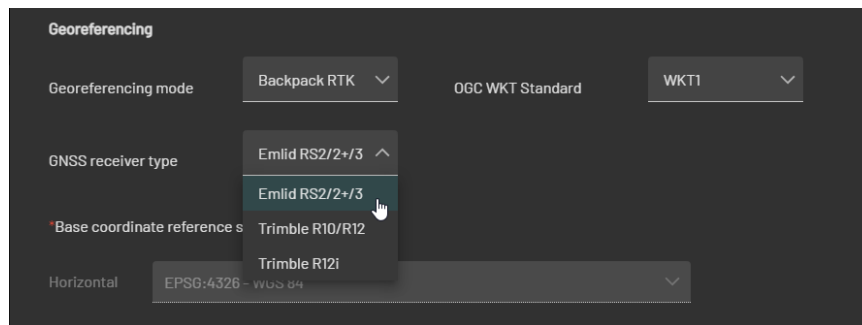 Georeferencing
Georeferencing mode
Backpack RTK
OGC WKT Standard
WKT1
GNSS receiver type
Emlid RS2/2+/3
Emlid RS2/2+/3
*Base coordinate reference s
Trimble R10/R12
Trimble R12i
Horizontal
EPSG:4326 - WGS 84